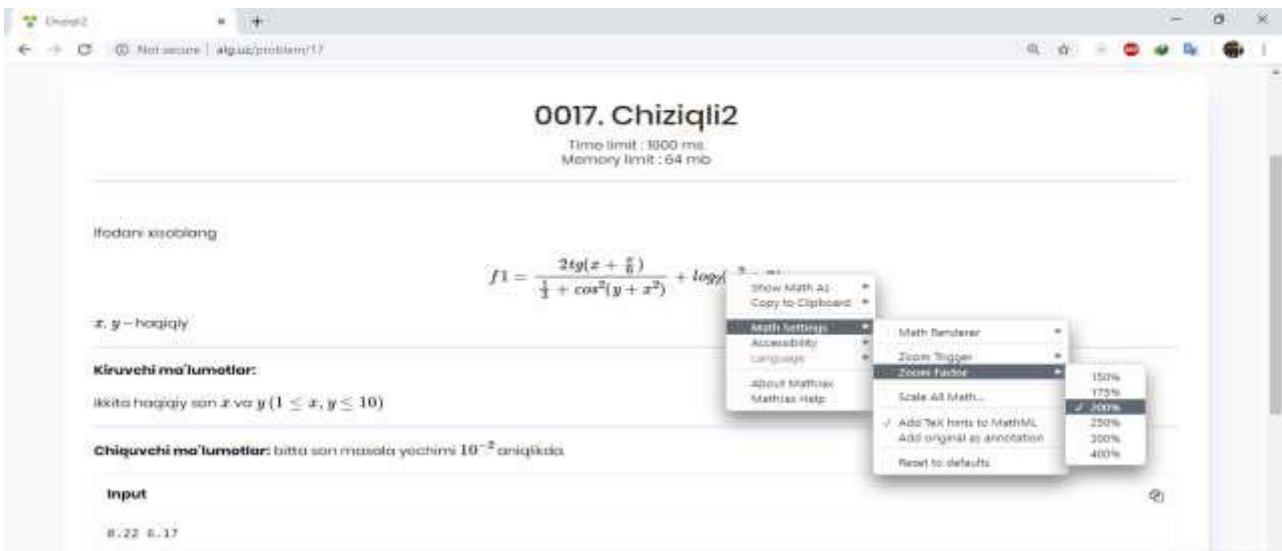 Chiziqli2
Not secure | alg.uz/problem/17
0017. Chiziqli2
Time limit : 1000 ms
Memory limit : 64 mb
Ifodani xisoblang
f1 = 2tg(x + π/6) / (1/3 + cos²(y + x²)) + log₂(
x, y – haqiqiy
Kiruvchi ma'lumotlar:
Ikkita haqiqiy son x va y (1 ≤ x, y ≤ 10)
Chiquvchi ma'lumotlar: bitta son masala yechimi 10⁻² aniqlikda.
Input
6.17
Show Math As
Copy to Clipboard
Math Settings
Accessibility
Language
About MathJax
MathJax Help
Math Renderer
Zoom Trigger
Zoom Factor
Scale All Math...
✓ Add TeX hints to MathML
Add original as annotation
Reset to defaults
150%
175%
✓ 200%
250%
300%
400%